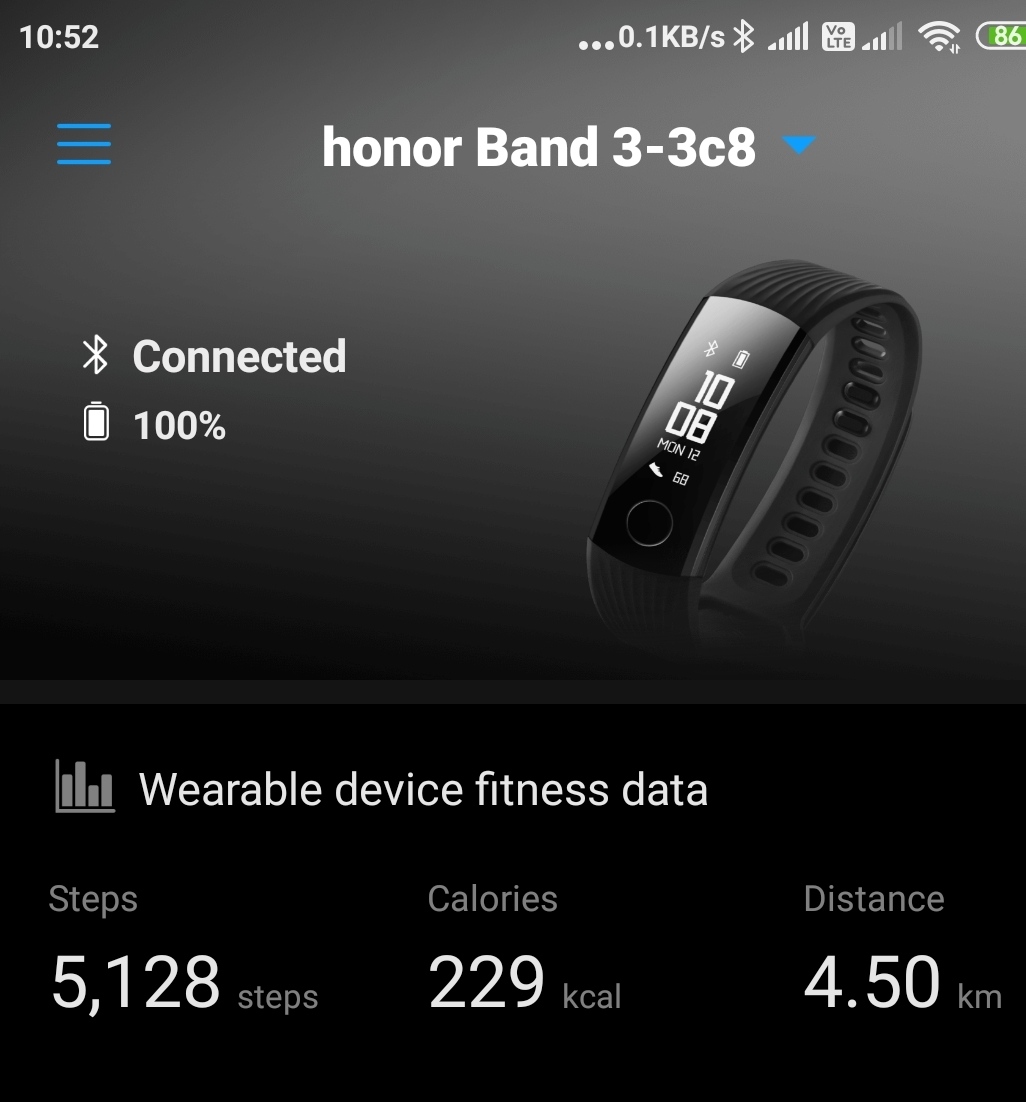 10:52
...0.1KB/s
Vo
LTE
86
honor Band 3-3c8
Connected
100%
10
08
MON 12
68
Wearable device fitness data
Steps
Calories
Distance
5,128 steps
229 kcal
4.50 km